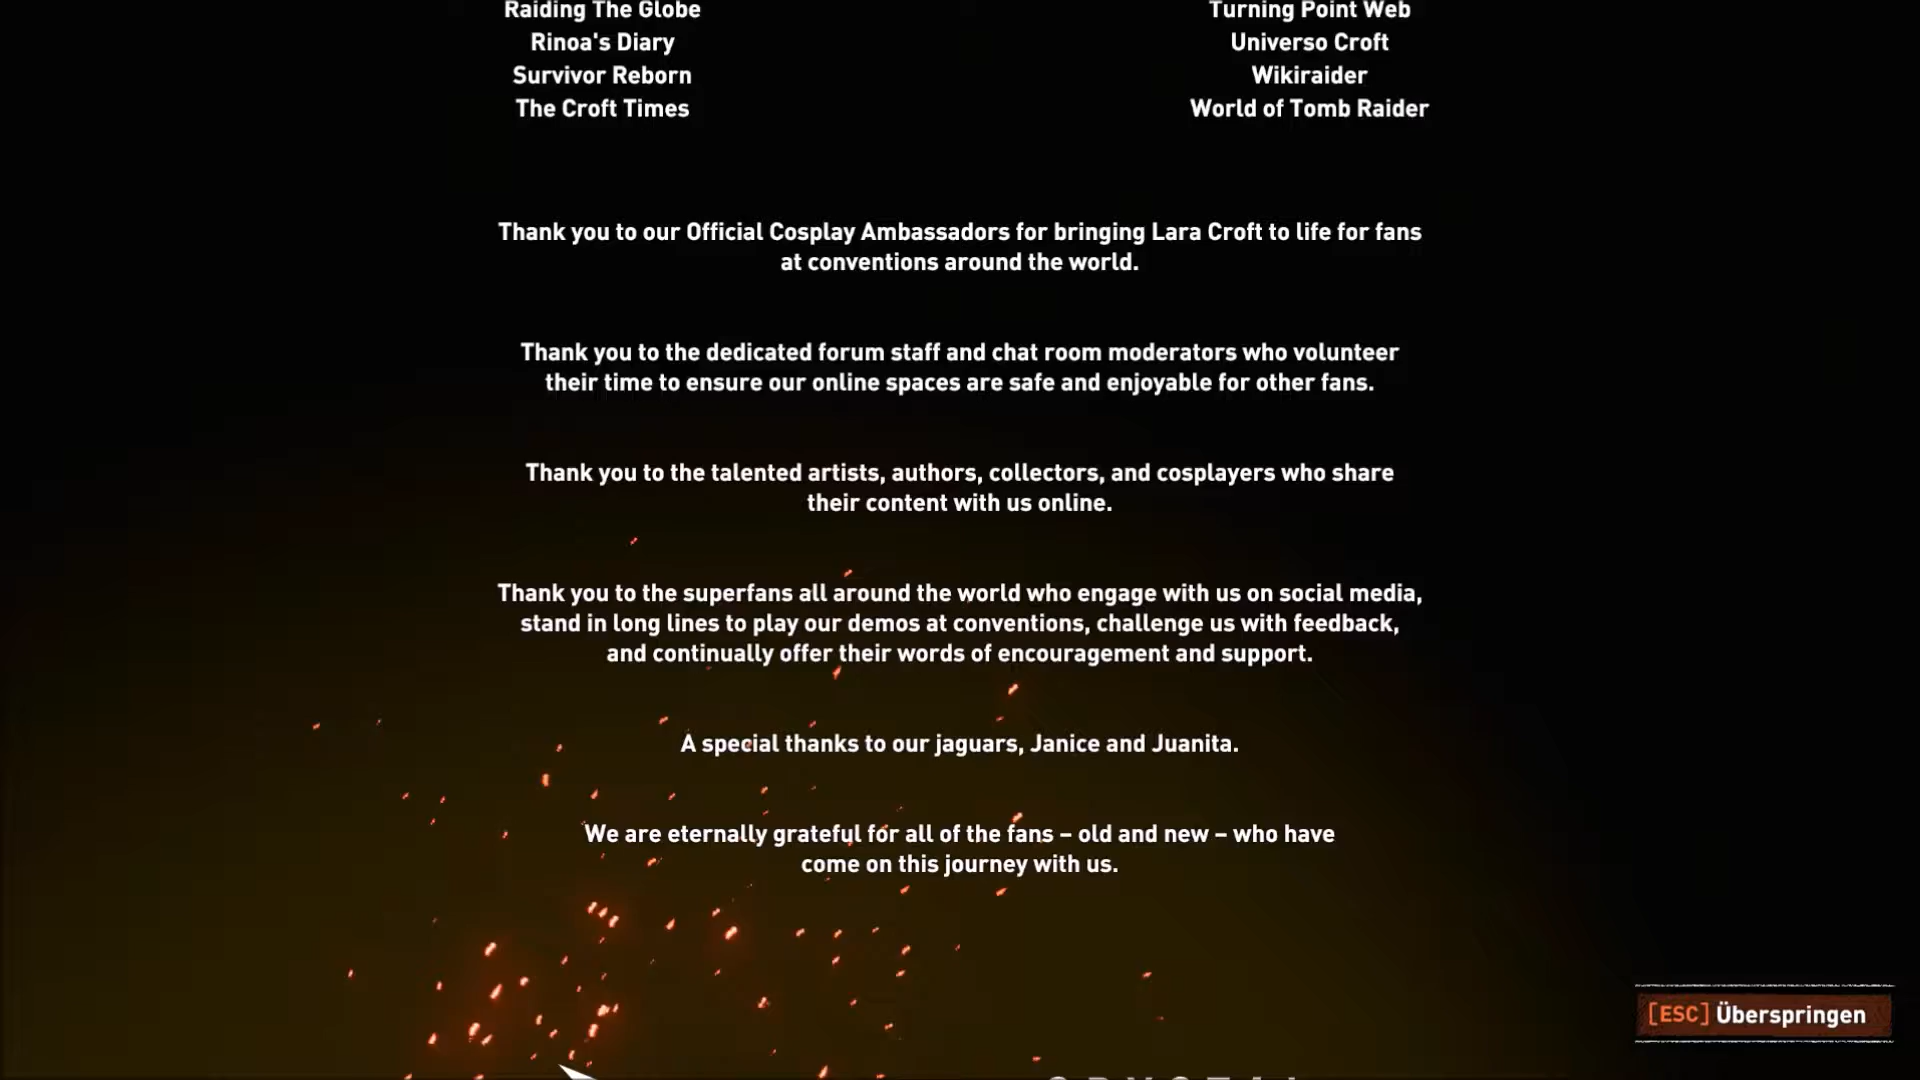 Raiding The Globe
Rinoa's Diary
Survivor Reborn
The Croft Times
Turning Point Web
Universo Croft
Wikiraider
World of Tomb Raider
Thank you to our Official Cosplay Ambassadors for bringing Lara Croft to life for fans
at conventions around the world.
Thank you to the dedicated forum staff and chat room moderators who volunteer
their time to ensure our online spaces are safe and enjoyable for other fans.
Thank you to the talented artists, authors, collectors, and cosplayers who share
their content with us online.
Thank you to the superfans all around the world who engage with us on social media,
stand in long lines to play our demos at conventions, challenge us with feedback,
and continually offer their words of encouragement and support.
A special thanks to our jaguars, Janice and Juanita.
We are eternally grateful for all of the fans – old and new – who have
come on this journey with us.
[ESC] Überspringen